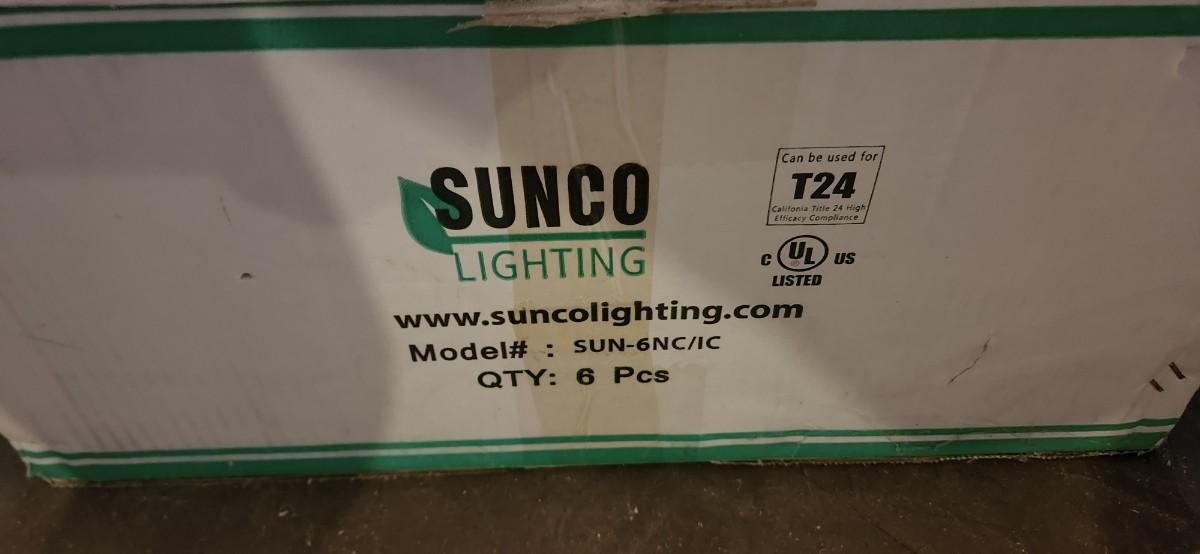 SUNCO
LIGHTING
www.suncolighting.com
Model# : SUN-6NC/IC
QTY: 6 Pcs
Can be used for
T24
Califonia Title 24 High
Efficacy Compliance
C UL US
LISTED